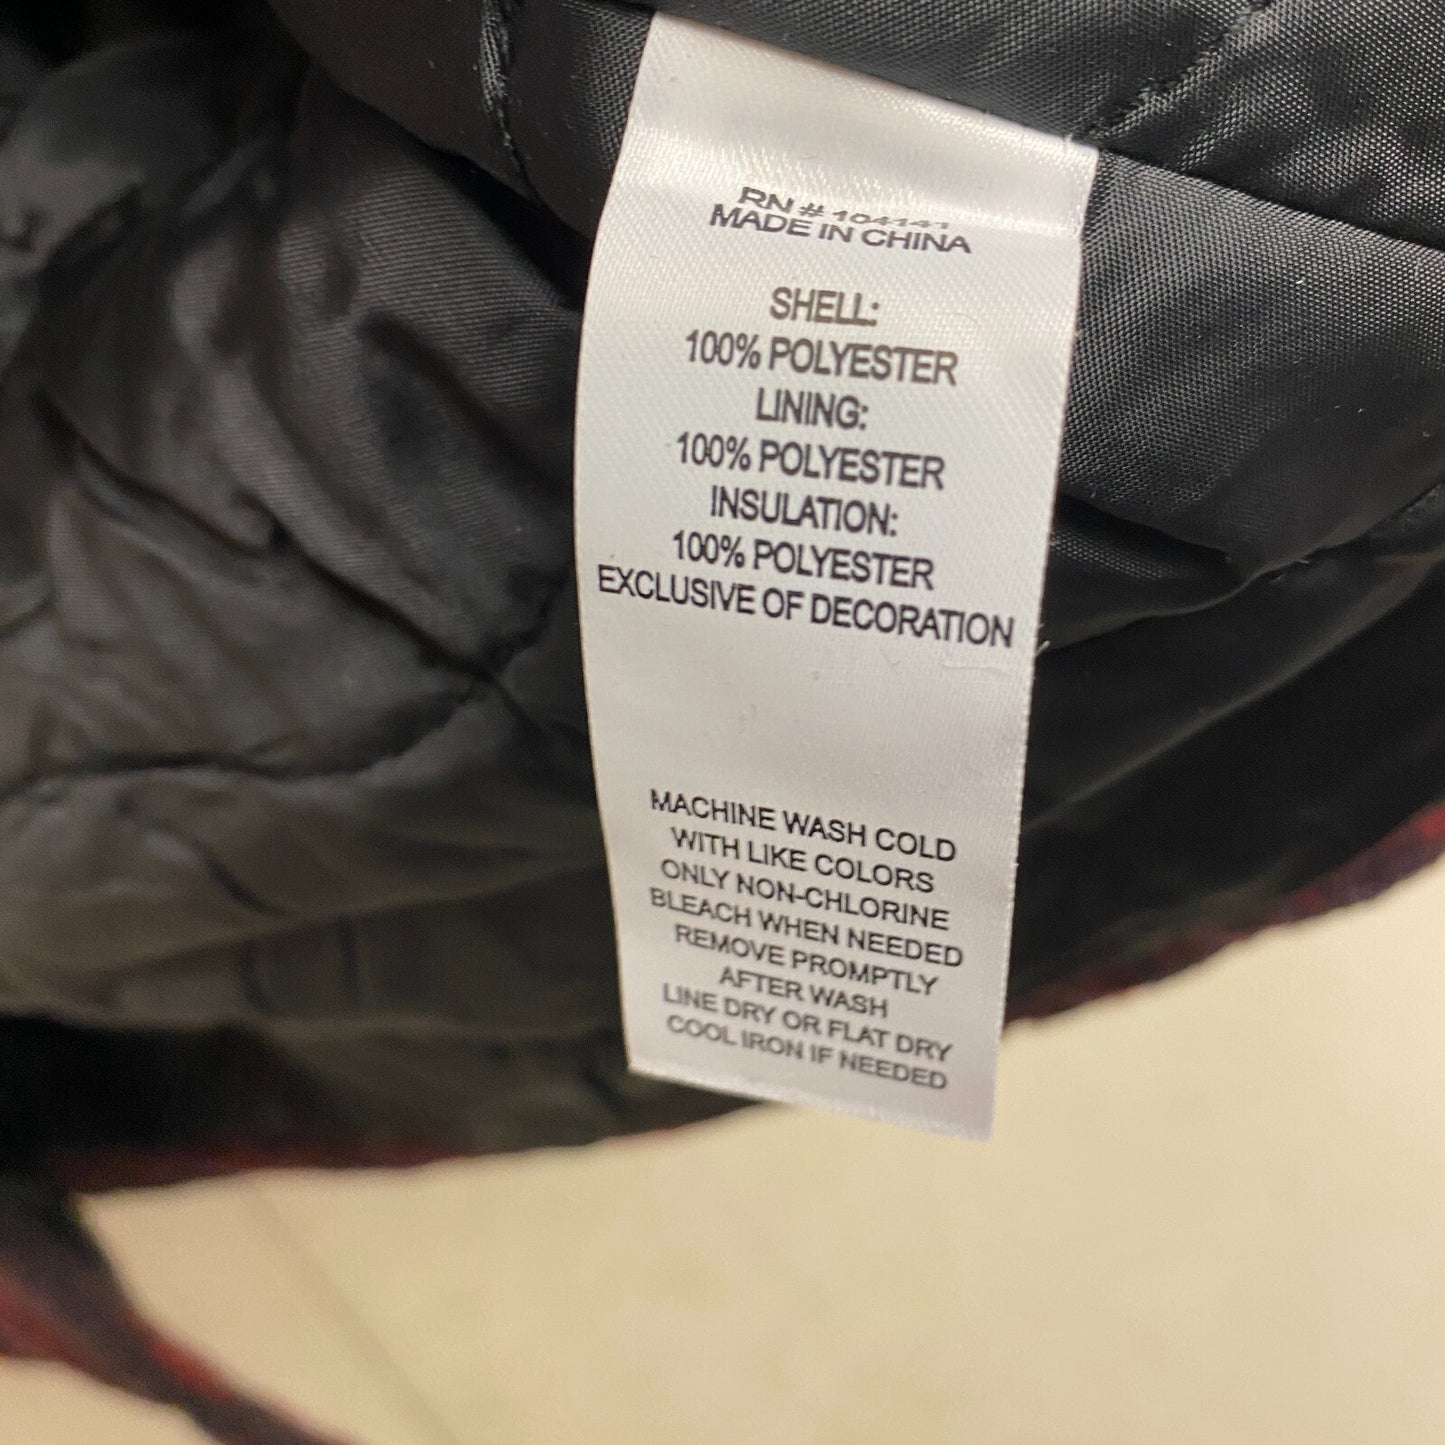 RN # 104141
MADE IN CHINA
SHELL:
100% POLYESTER
LINING:
100% POLYESTER
INSULATION:
100% POLYESTER
EXCLUSIVE OF DECORATION
MACHINE WASH COLD
WITH LIKE COLORS
ONLY NON-CHLORINE
BLEACH WHEN NEEDED
REMOVE PROMPTLY
AFTER WASH
LINE DRY OR FLAT DRY
COOL IRON IF NEEDED